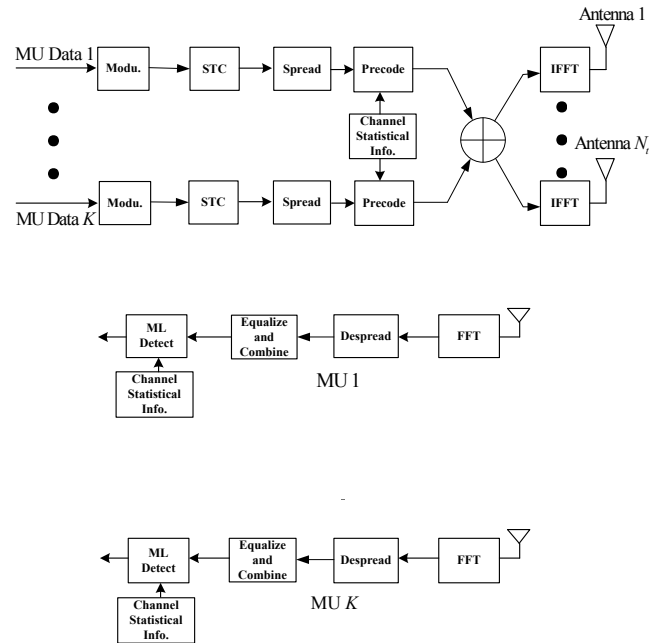 Antenna 1
MU Data 1
Modu.
STC
Spread
Precode
IFFT
Channel
Statistical
Info.
Antenna N_t
MU Data K
Modu.
STC
Spread
Precode
IFFT
ML
Detect
Equalize
and
Combine
Despread
FFT
Channel
Statistical
Info.
MU 1
ML
Detect
Equalize
and
Combine
Despread
FFT
Channel
Statistical
Info.
MU K